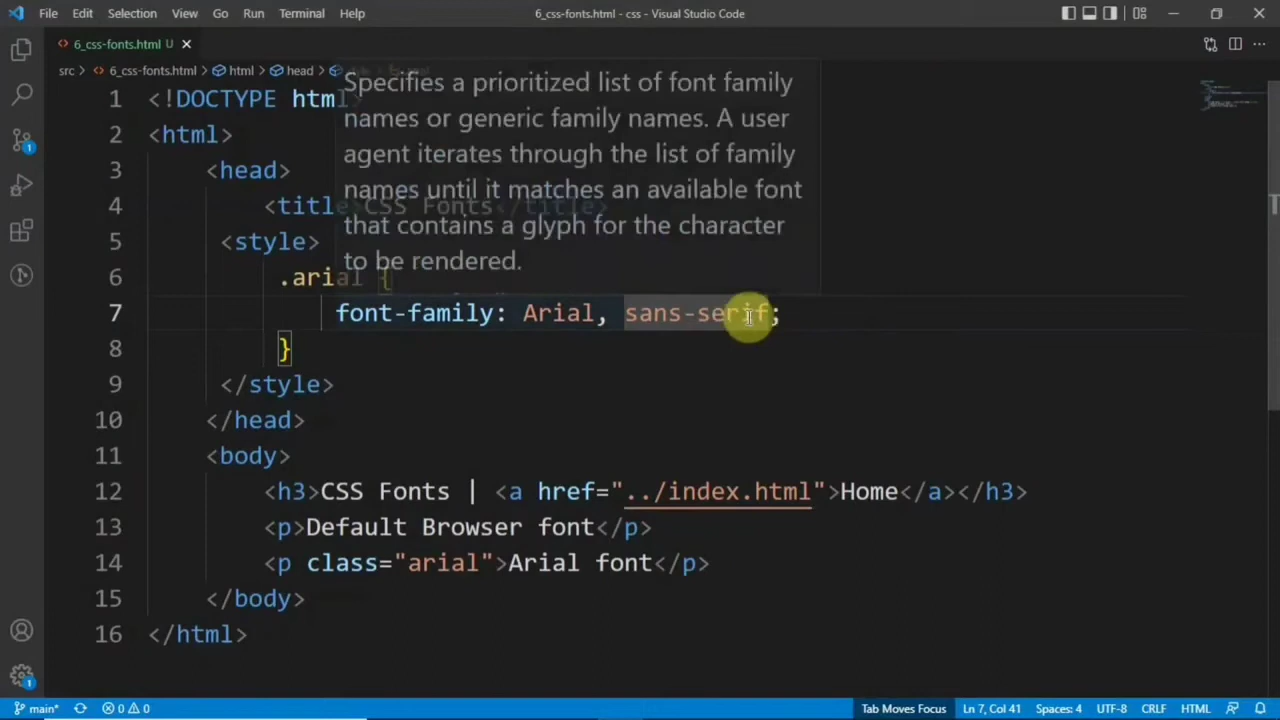 File Edit Selection View Go Run Terminal Help 6_css-fonts.html - css - Visual Studio Code
6_css-fonts.html U
src > 6_css-fonts.html > html > head >
Specifies a prioritized list of font family
names or generic family names. A user
agent iterates through the list of family
names until it matches an available font
that contains a glyph for the character
to be rendered.
1 <!DOCTYPE html>
2 <html>
3 <head>
4 <title>CSS Fonts</title>
5 <style>
6 .arial {
7 font-family: Arial, sans-serif;
8 }
9 </style>
10 </head>
11 <body>
12 <h3>CSS Fonts | <a href="../index.html">Home</a></h3>
13 <p>Default Browser font</p>
14 <p class="arial">Arial font</p>
15 </body>
16 </html>
1
1
main* 0 0 Tab Moves Focus Ln 7, Col 41 Spaces: 4 UTF-8 CRLF HTML